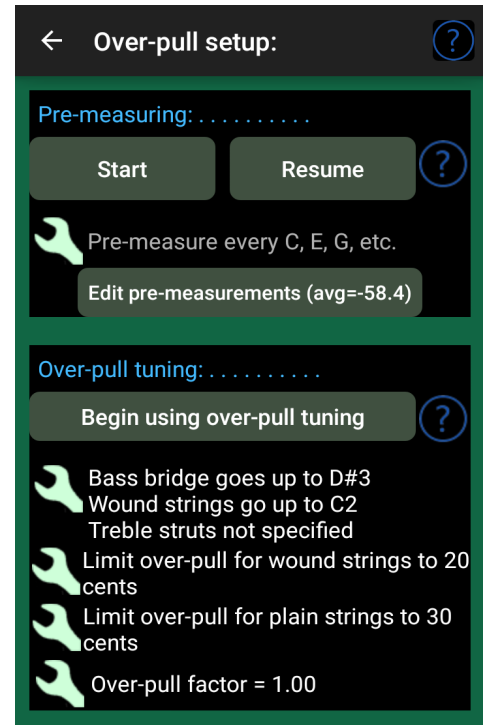 ← Over-pull setup: ?
Pre-measuring: . . . . . . . . . .
Start Resume ?
Pre-measure every C, E, G, etc.
Edit pre-measurements (avg=-58.4)
Over-pull tuning: . . . . . . . . . .
Begin using over-pull tuning ?
Bass bridge goes up to D#3
Wound strings go up to C2
Treble struts not specified
Limit over-pull for wound strings to 20
cents
Limit over-pull for plain strings to 30
cents
Over-pull factor = 1.00